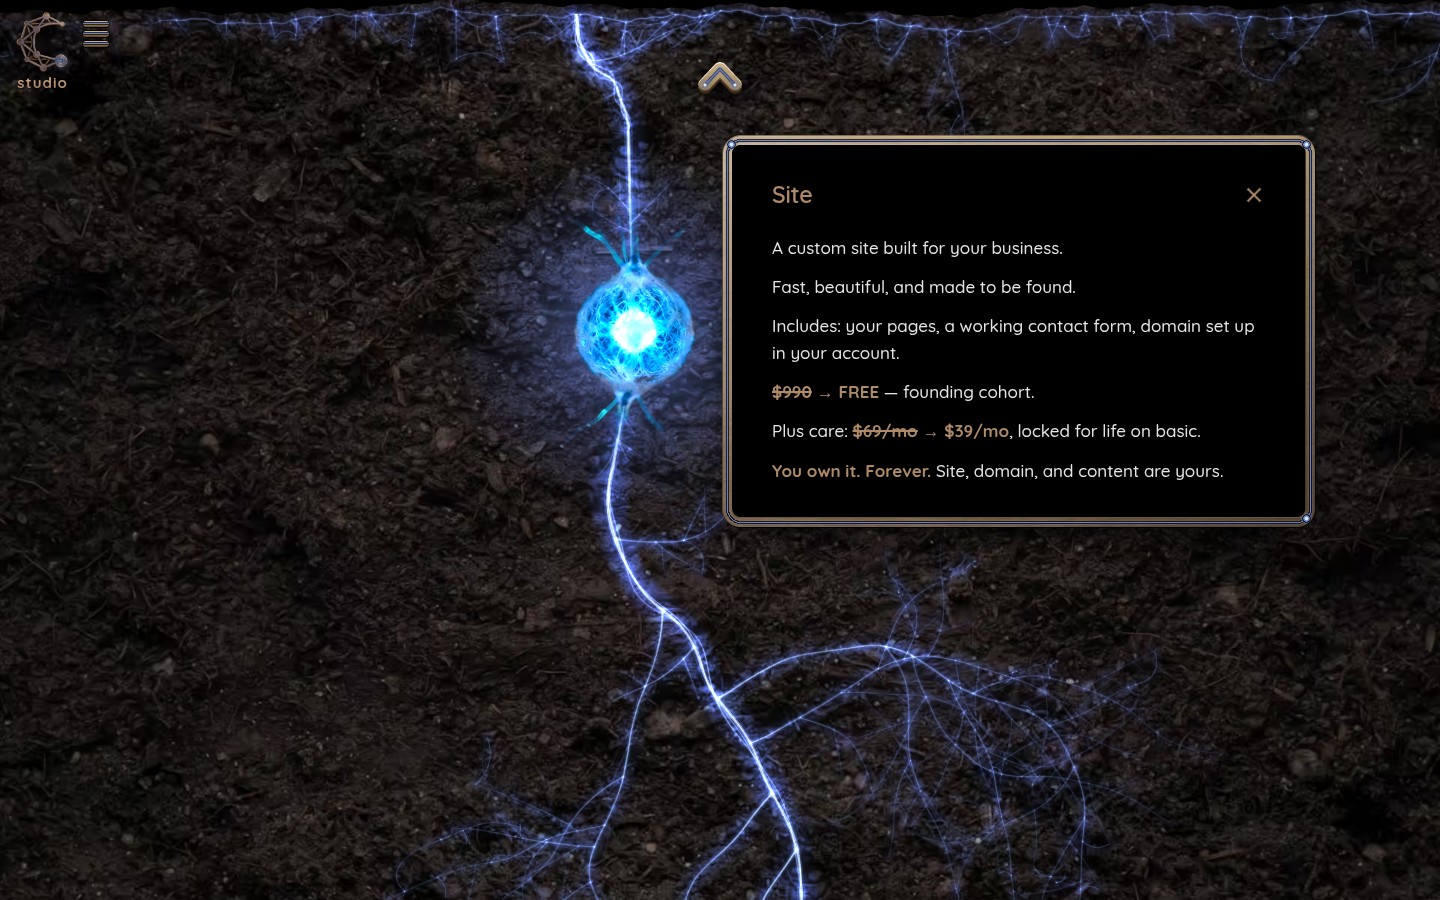 studio
Site
A custom site built for your business.
Fast, beautiful, and made to be found.
Includes: your pages, a working contact form, domain set up
in your account.
$990 → FREE — founding cohort.
Plus care: $69/mo → $39/mo, locked for life on basic.
You own it. Forever. Site, domain, and content are yours.